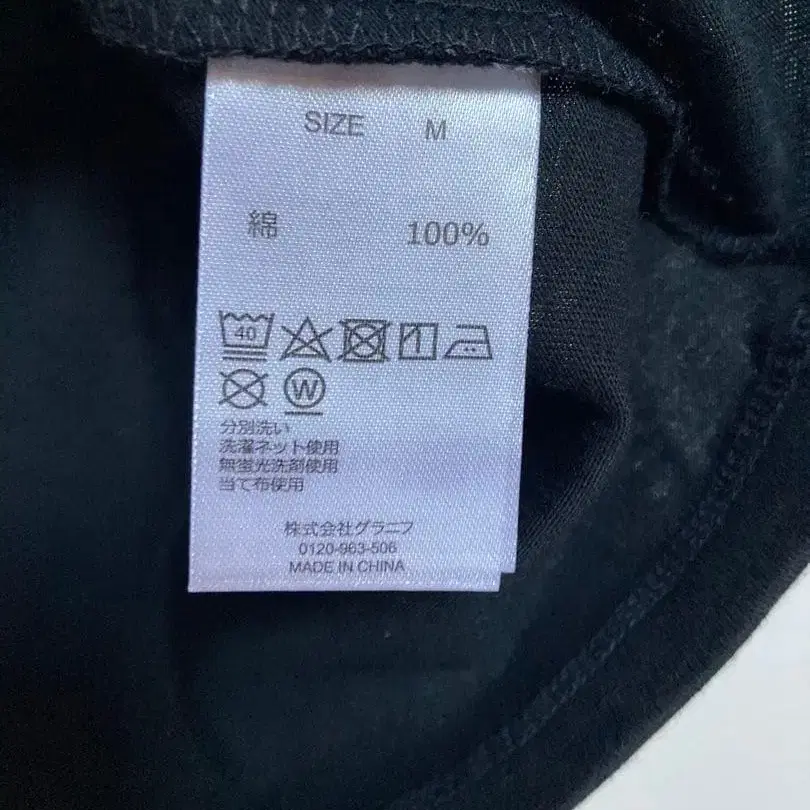 SIZE M
綿 100%
40
W
分別洗い
洗濯ネット使用
無蛍光洗剤使用
当て布使用
株式会社グラニフ
0120-963-506
MADE IN CHINA